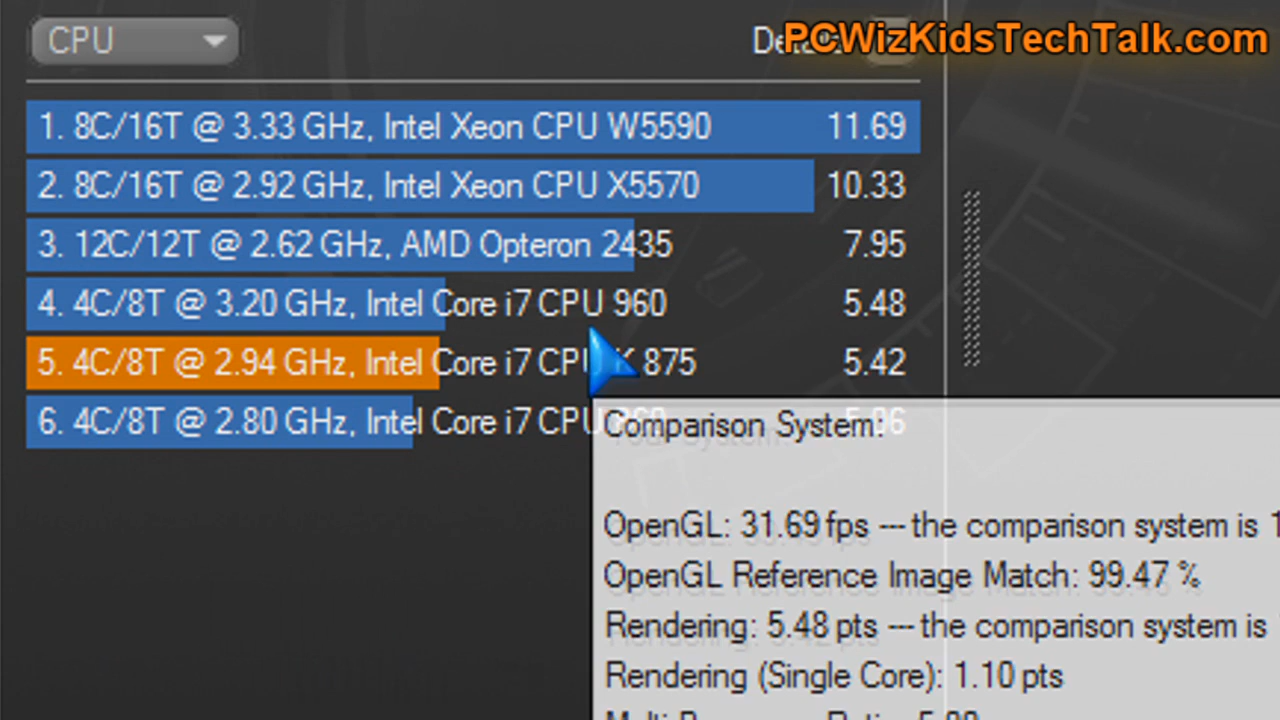 CPU
PCWizKidsTechTalk.com
1. 8C/16T @ 3.33 GHz, Intel Xeon CPU W5590 11.69
2. 8C/16T @ 2.92 GHz, Intel Xeon CPU X5570 10.33
3. 12C/12T @ 2.62 GHz, AMD Opteron 2435 7.95
4. 4C/8T @ 3.20 GHz, Intel Core i7 CPU 960 5.48
5. 4C/8T @ 2.94 GHz, Intel Core i7 CPU K 875 5.42
6. 4C/8T @ 2.80 GHz, Intel Core i7 CPU
Comparison System:
OpenGL: 31.69 fps --- the comparison system is 1
OpenGL Reference Image Match: 99.47 %
Rendering: 5.48 pts --- the comparison system is
Rendering (Single Core): 1.10 pts